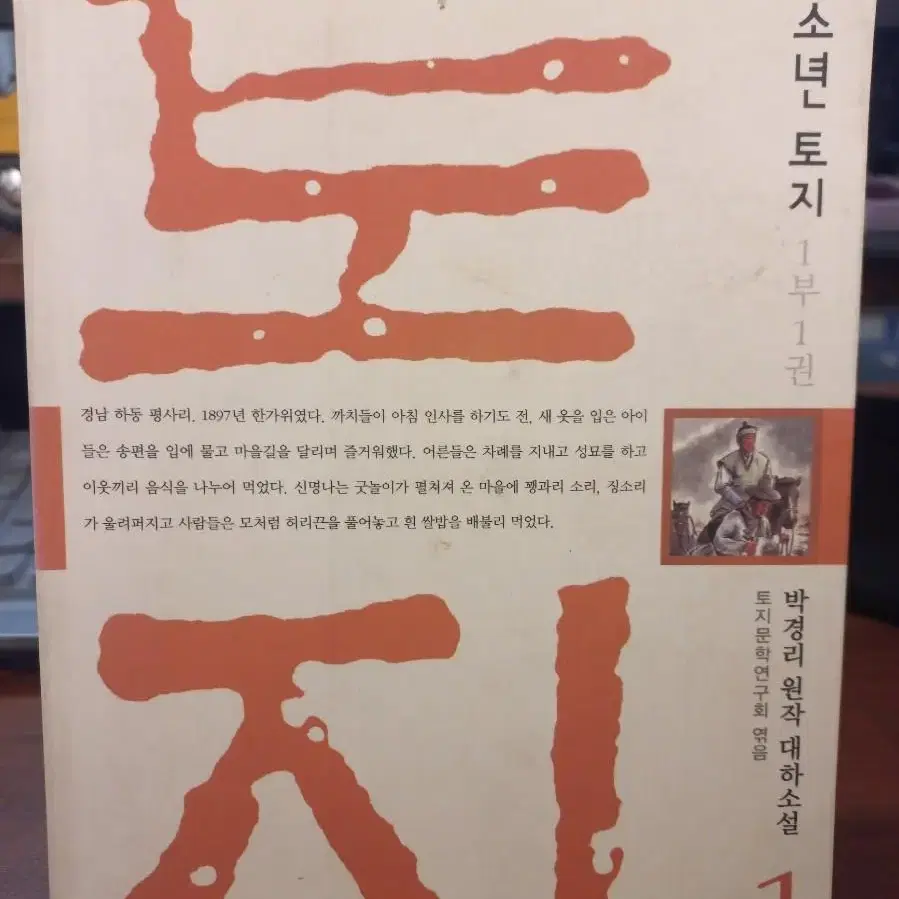 토지
소년 토지
1부 1권
경남 하동 평사리. 1897년 한가위였다. 까치들이 아침 인사를 하기도 전, 새 옷을 입은 아이
들은 송편을 입에 물고 마을길을 달리며 즐거워했다. 어른들은 차례를 지내고 성묘를 하고
이웃끼리 음식을 나누어 먹었다. 신명나는 굿놀이가 펼쳐져 온 마을에 꽹과리 소리, 징소리
가 울려퍼지고 사람들은 모처럼 허리끈을 풀어놓고 흰 쌀밥을 배불리 먹었다.
박경리 원작 대하소설
토지문학연구회 엮음
1